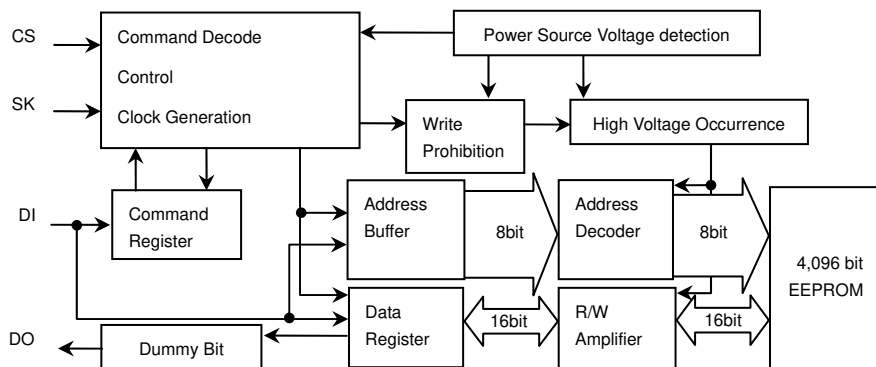 CS
Command Decode
Power Source Voltage detection
Control
SK
Clock Generation
Write
Prohibition
High Voltage Occurrence
DI
Command
Register
Address
Buffer
8bit
Address
Decoder
8bit
4,096 bit
EEPROM
Data
Register
16bit
R/W
Amplifier
16bit
DO
Dummy Bit